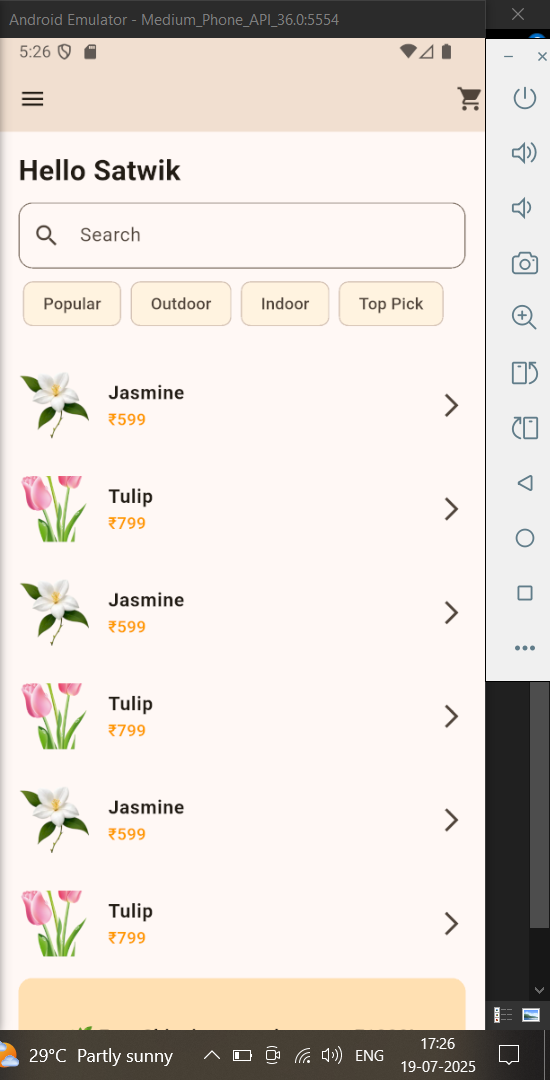 Android Emulator - Medium_Phone_API_36.0:5554
5:26
Hello Satwik
Search
Popular Outdoor Indoor Top Pick
Jasmine
₹599
Tulip
₹799
Jasmine
₹599
Tulip
₹799
Jasmine
₹599
Tulip
₹799
29°C Partly sunny
ENG
17:26
19-07-2025